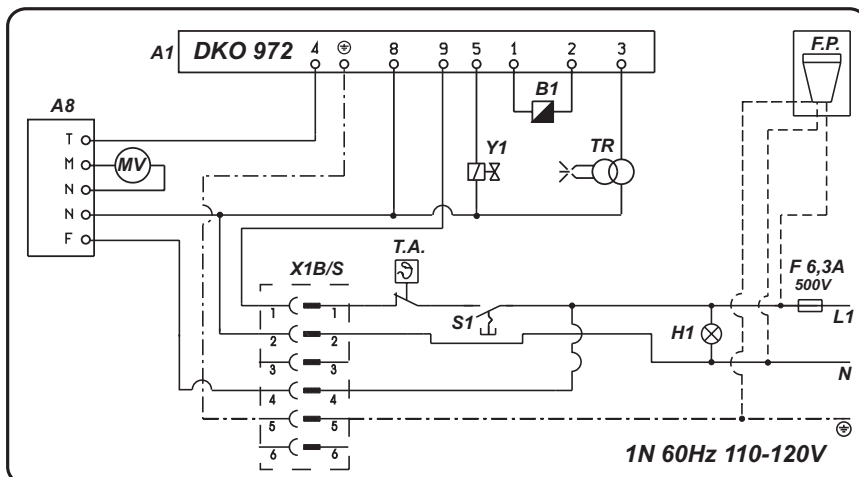 A1 DKO 972 4 8 9 5 1 2 3
F.P.
A8
B1
T
M MV
N
N
F
Y1 TR
T.A.
X1B/S
F 6,3A
500V
1 1
S1
L1
2 2
H1
3 3
N
4 4
5 5
6 6
1N 60Hz 110-120V